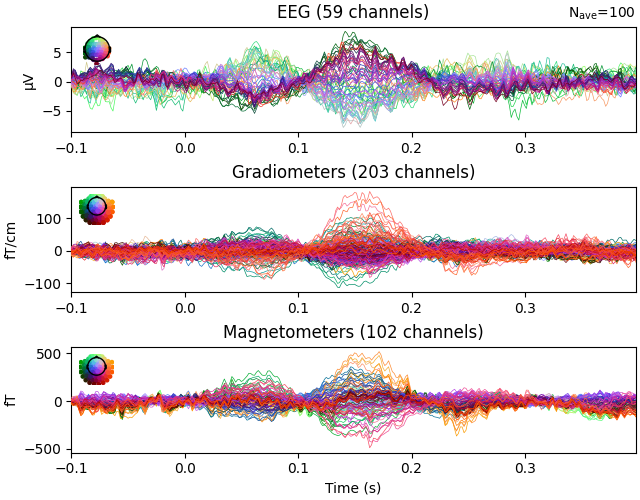 EEG (59 channels)
Nave=100
μV
5
0
−5
−0.1 0.0 0.1 0.2 0.3
Gradiometers (203 channels)
fT/cm
100
0
−100
−0.1 0.0 0.1 0.2 0.3
Magnetometers (102 channels)
fT
500
0
−500
−0.1 0.0 0.1 0.2 0.3
Time (s)